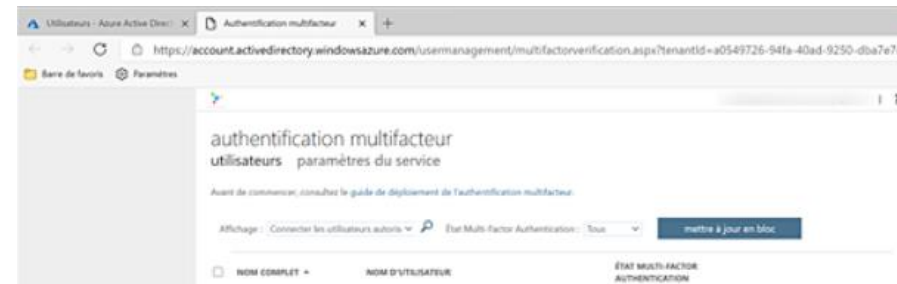 Utilisateurs - Azure Active Direct
Authentification multifacteur
https://account.activedirectory.windowsazure.com/usermanagement/multifactorverification.aspx?tenantId=a0549726-94fa-40ad-9250-dba7e7
Barre de favoris Paramètres
authentification multifacteur
utilisateurs paramètres du service
Avant de commencer, consultez le guide de déploiement de l'authentification multifacteur.
Affichage : Connecter les utilisateurs autoris État Multi-Factor Authentication : Tous mettre à jour en bloc
NOM COMPLET NOM D'UTILISATEUR ÉTAT MULTI-FACTOR
AUTHENTICATION